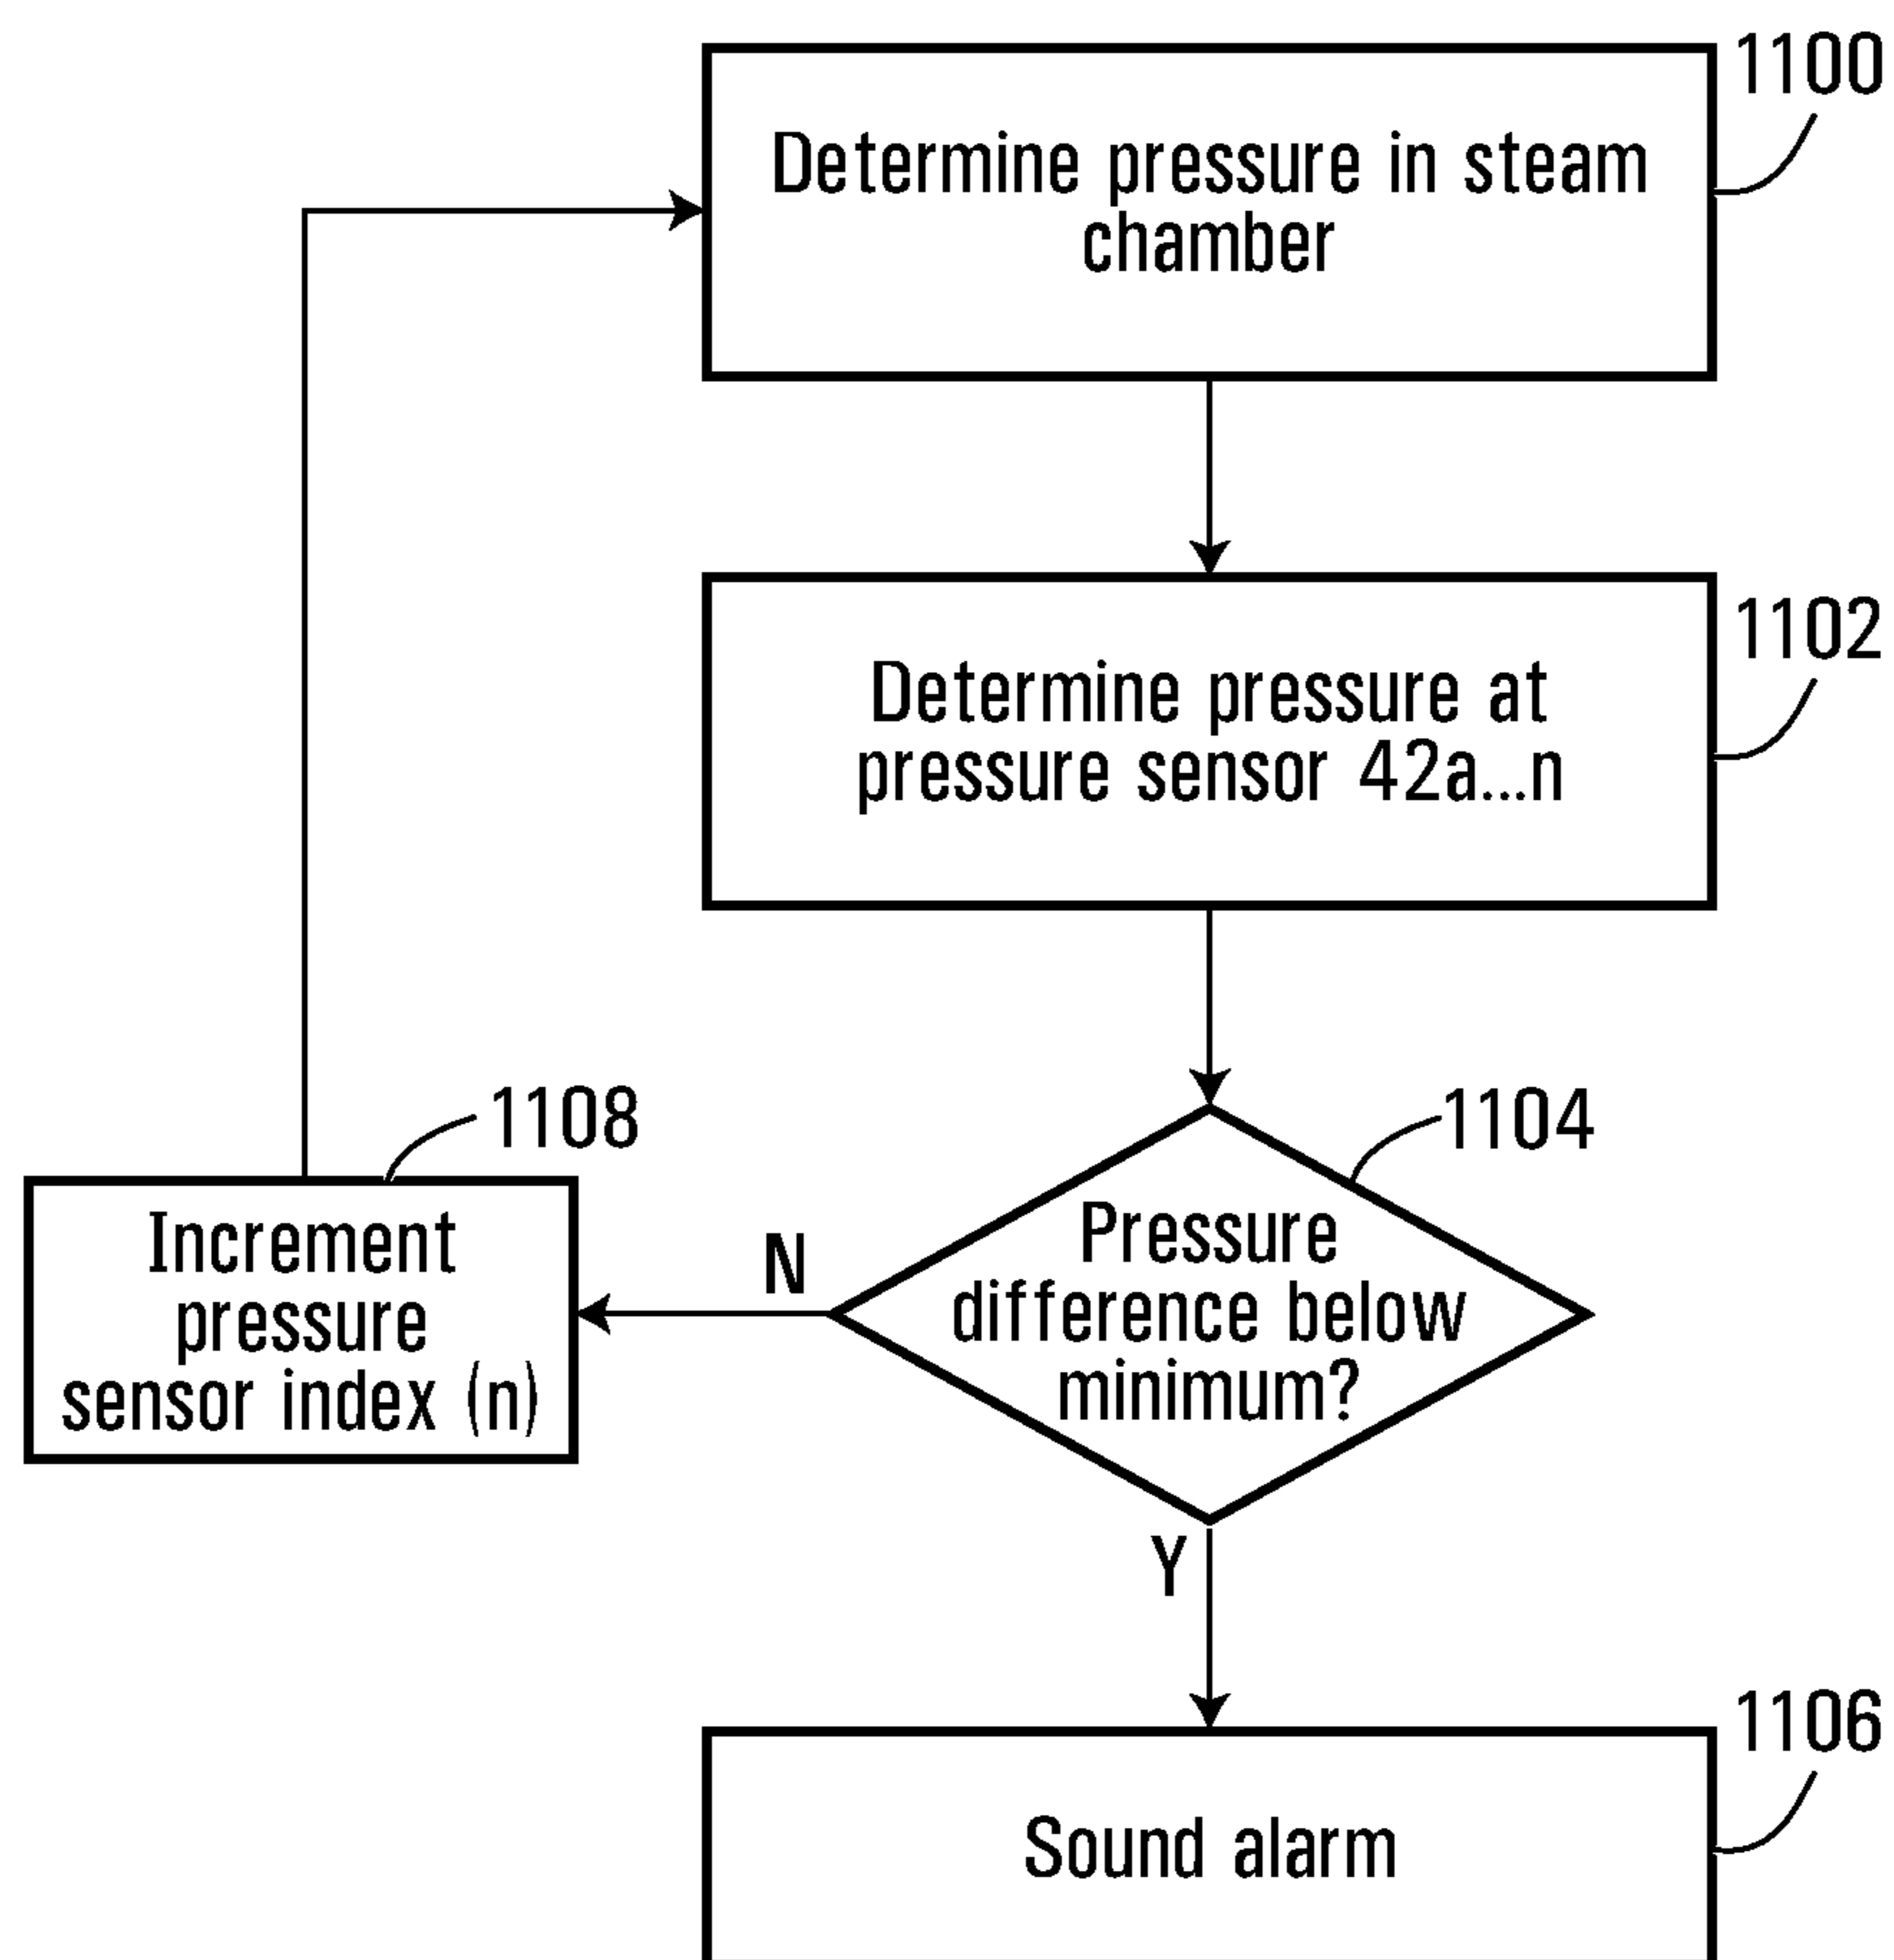 1100
Determine pressure in steam
chamber
1102
Determine pressure at
pressure sensor 42a...n
1108
1104
Increment
pressure
sensor index (n)
N
Pressure
difference below
minimum?
Y
1106
Sound alarm